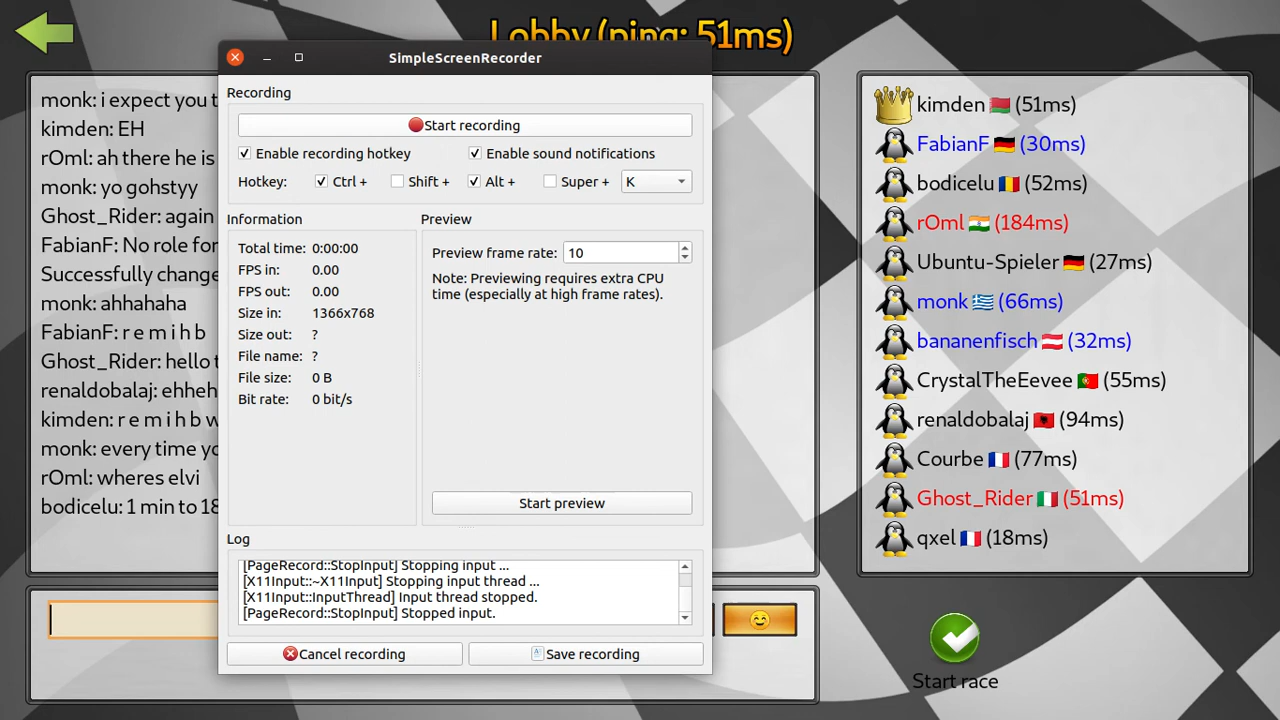 Lobby (ping: 51ms)
SimpleScreenRecorder
monk: i expect you t
kimden: EH
rOml: ah there he is
monk: yo gohstyy
Ghost_Rider: again
FabianF: No role for
Successfully change
monk: ahhahaha
FabianF: r e m i h b
Ghost_Rider: hello t
renaldobalaj: ehheh
kimden: r e m i h b w
monk: every time yo
rOml: wheres elvi
bodicelu: 1 min to 18
Recording
Start recording
Enable recording hotkey
Enable sound notifications
Hotkey: Ctrl + Shift + Alt + Super + K
Information
Total time: 0:00:00
FPS in: 0.00
FPS out: 0.00
Size in: 1366x768
Size out: ?
File name: ?
File size: 0 B
Bit rate: 0 bit/s
Preview
Preview frame rate: 10
Note: Previewing requires extra CPU
time (especially at high frame rates).
Start preview
Log
[PageRecord::StopInput] Stopping input ...
[X11Input::~X11Input] Stopping input thread ...
[X11Input::InputThread] Input thread stopped.
[PageRecord::StopInput] Stopped input.
Cancel recording
Save recording
kimden (51ms)
FabianF (30ms)
bodicelu (52ms)
rOml (184ms)
Ubuntu-Spieler (27ms)
monk (66ms)
bananenfisch (32ms)
CrystalTheEevee (55ms)
renaldobalaj (94ms)
Courbe (77ms)
Ghost_Rider (51ms)
qxel (18ms)
Start race